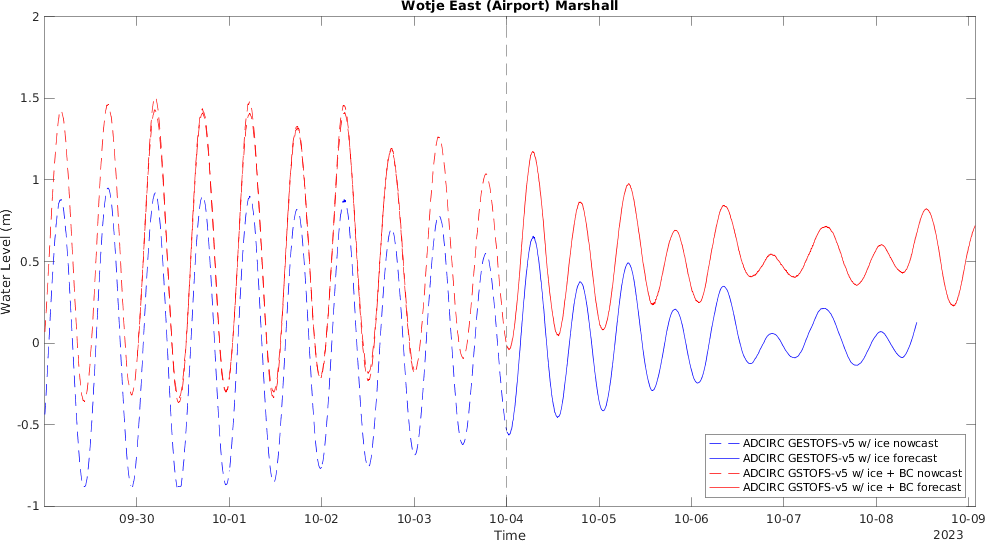 Wotje East (Airport) Marshall
2
1.5
1
0.5
0
-0.5
-1
Water Level (m)
09-30 10-01 10-02 10-03 10-04 10-05 10-06 10-07 10-08 10-09
Time
2023
ADCIRC GESTOFS-v5 w/ ice nowcast
ADCIRC GESTOFS-v5 w/ ice forecast
ADCIRC GSTOFS-v5 w/ ice + BC nowcast
ADCIRC GSTOFS-v5 w/ ice + BC forecast